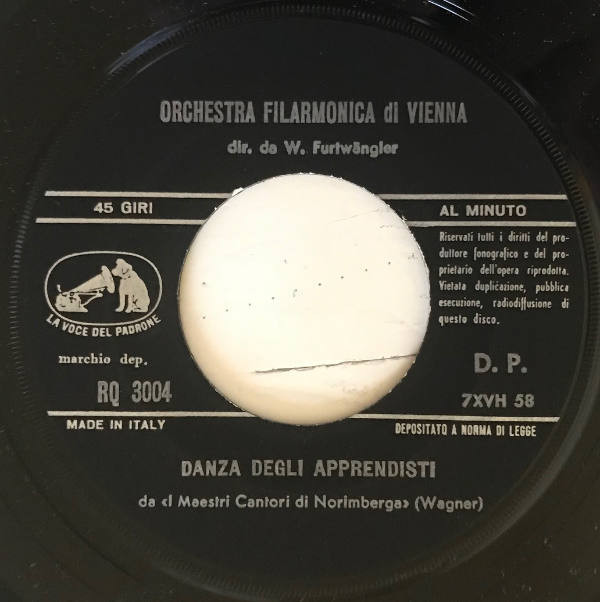 ORCHESTRA FILARMONICA di VIENNA
dir. da W. Furtwängler
45 GIRI
AL MINUTO
Riservati tutti i diritti del pro-
duttore fonografico e del pro-
prietario dell'opera riprodotta.
Vietata duplicazione, pubblica
esecuzione, radiodiffusione di
questo disco.
LA VOCE DEL PADRONE
marchio dep.
RQ 3004
D. P.
7XVH 58
MADE IN ITALY
DEPOSITATO A NORMA DI LEGGE
DANZA DEGLI APPRENDISTI
da «I Maestri Cantori di Norimberga» (Wagner)